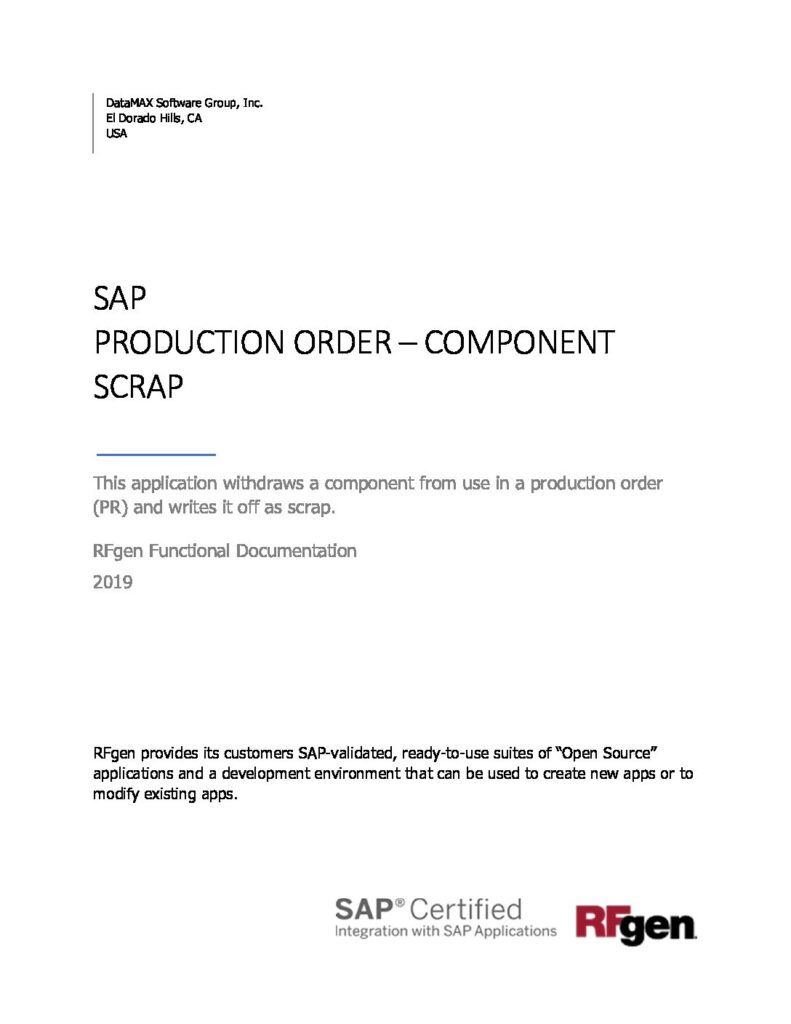 DataMAX Software Group, Inc.
El Dorado Hills, CA
USA
SAP
PRODUCTION ORDER – COMPONENT
SCRAP
This application withdraws a component from use in a production order
(PR) and writes it off as scrap.
RFgen Functional Documentation
2019
RFgen provides its customers SAP-validated, ready-to-use suites of “Open Source”
applications and a development environment that can be used to create new apps or to
modify existing apps.
SAP® Certified
Integration with SAP Applications
RFgen.